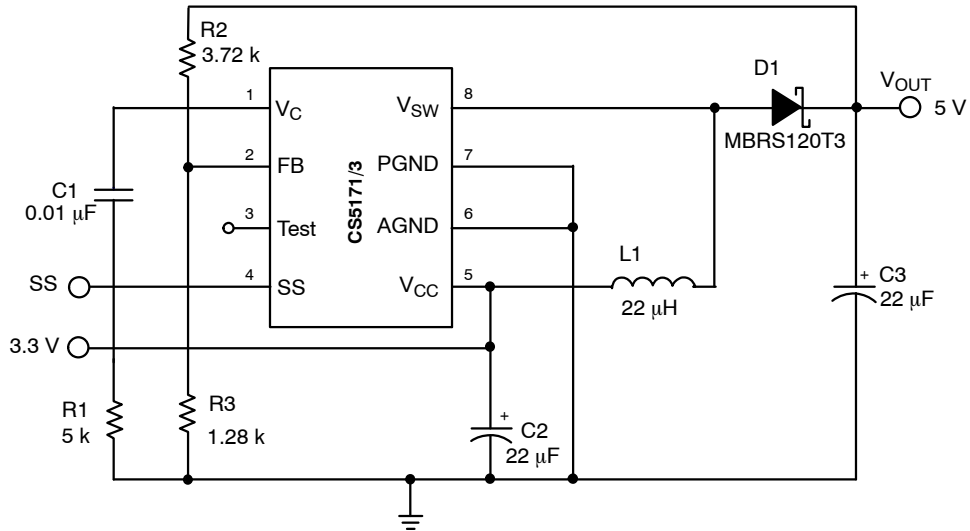 R2
3.72 k
D1
V_OUT
5 V
MBRS120T3
1
V_C
V_SW
8
2
FB
PGND
7
CS5171/3
C1
0.01 μF
3
Test
AGND
6
L1
22 μH
SS
4
SS
V_CC
5
C3
+
22 μF
3.3 V
R1
5 k
R3
1.28 k
+
C2
22 μF